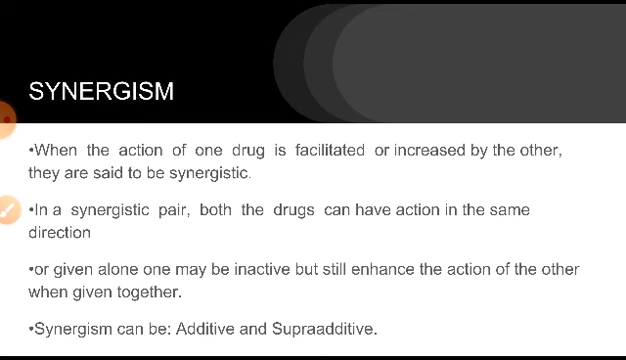 SYNERGISM
•When the action of one drug is facilitated or increased by the other,
they are said to be synergistic.
•In a synergistic pair, both the drugs can have action in the same
direction
•or given alone one may be inactive but still enhance the action of the other
when given together.
•Synergism can be: Additive and Supraadditive.